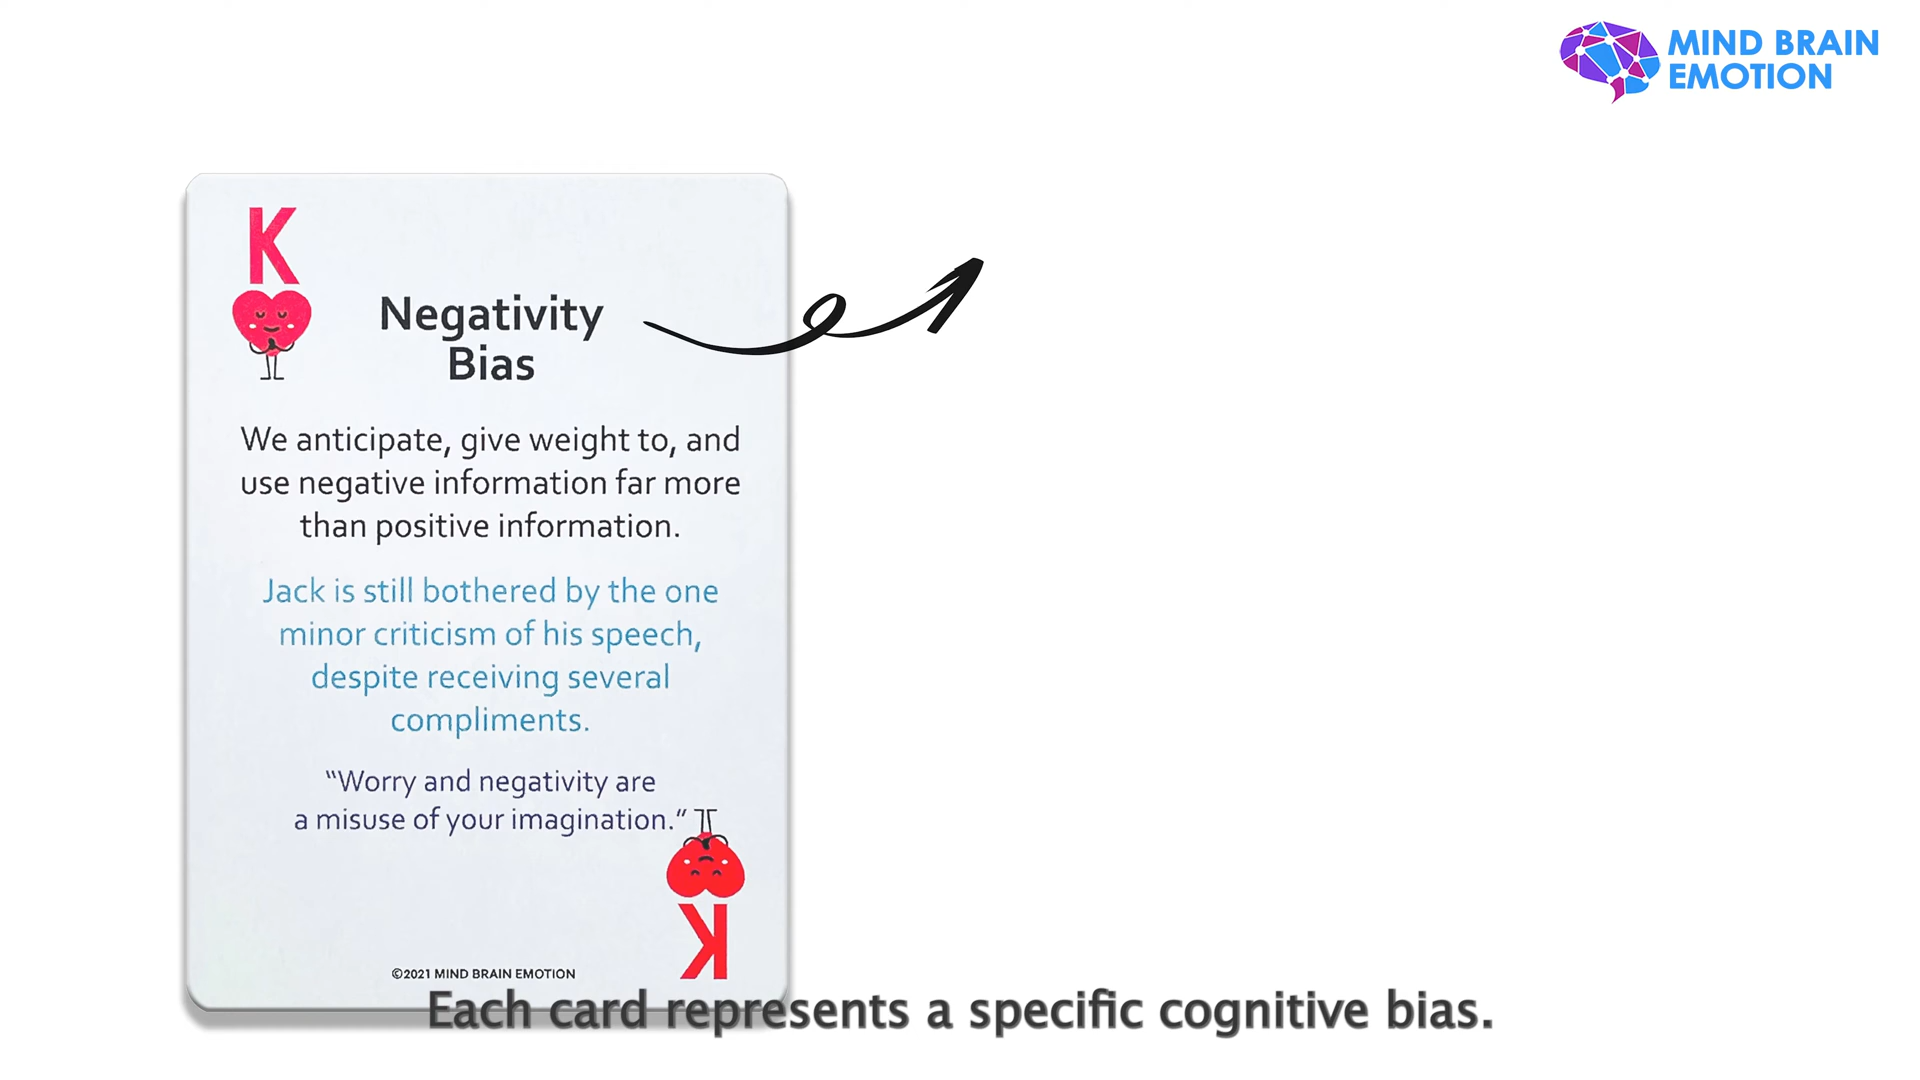 MIND BRAIN
EMOTION
K
Negativity
Bias
We anticipate, give weight to, and
use negative information far more
than positive information.
Jack is still bothered by the one
minor criticism of his speech,
despite receiving several
compliments.
“Worry and negativity are
a misuse of your imagination.”
K
©2021 MIND BRAIN EMOTION
Each card represents a specific cognitive bias.